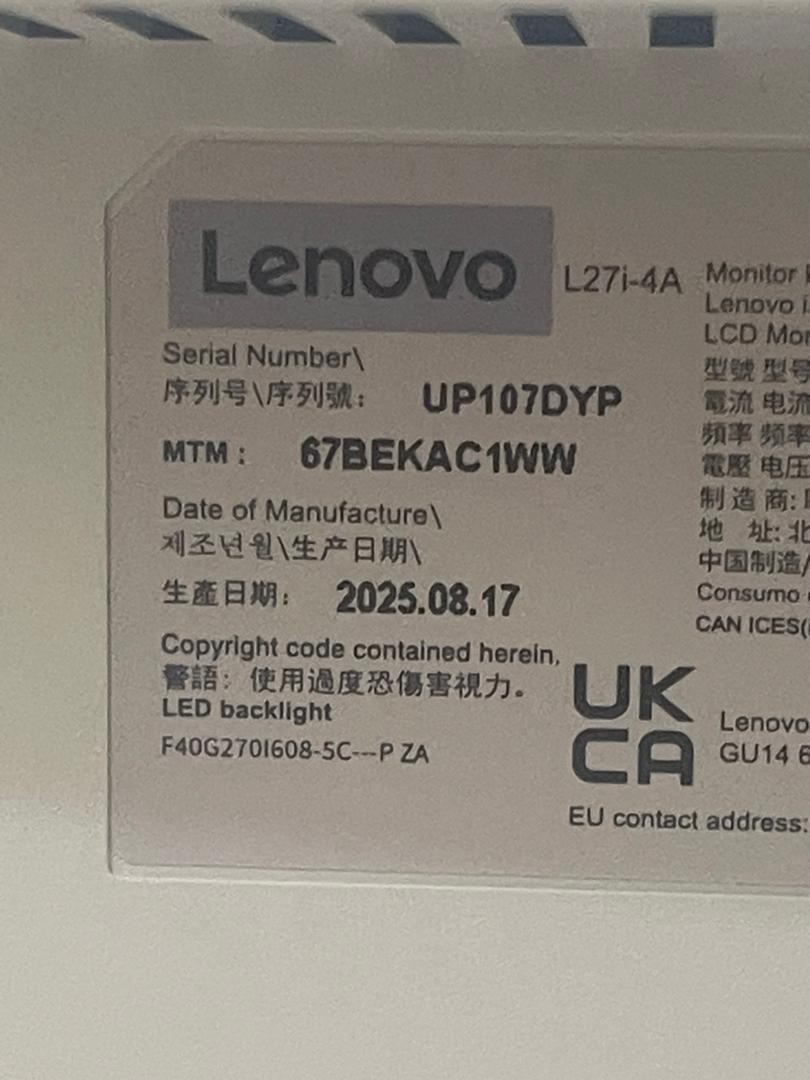 Lenovo L27i-4A
Serial Number\
序列号\序列號: UP107DYP
MTM : 67BEKAC1WW
Date of Manufacture\
제조년월\生产日期\
生產日期: 2025.08.17
Copyright code contained herein,
警語: 使用過度恐傷害視力。
LED backlight
F40G270I608-5C---P ZA
Monitor
Lenovo
LCD
型號 型号
電流 电流
頻率 频率
電壓 电压
制 造 商:
地 址: 北
中国制造/
Consumo
CAN ICES(
UK
CA
Lenovo
GU14 6
EU contact address: